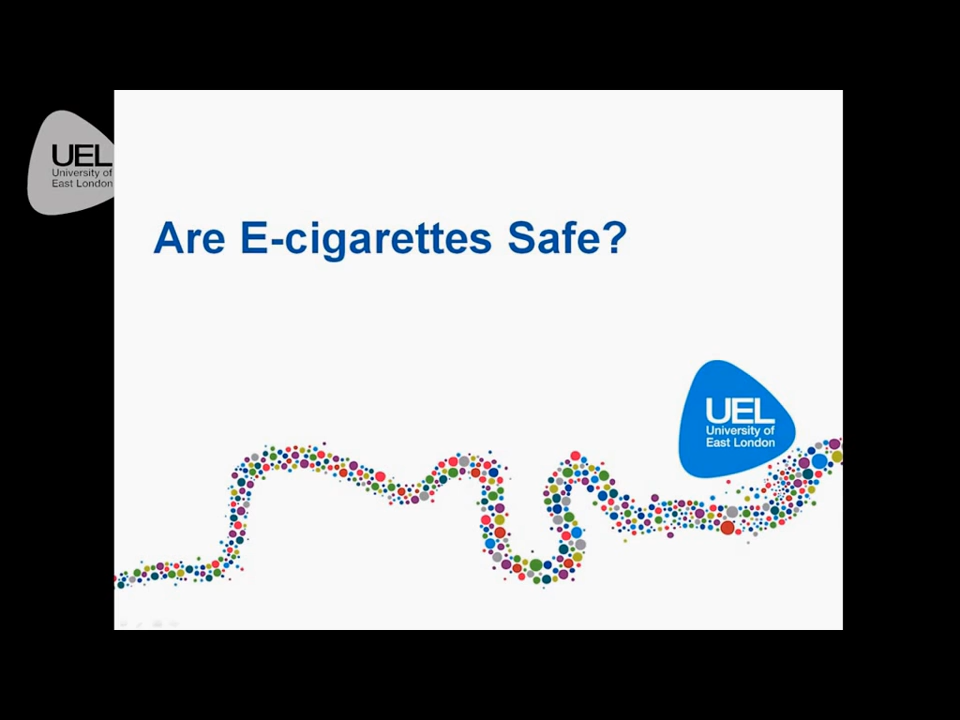 UEL
University of
East London
Are E-cigarettes Safe?
UEL
University of
East London